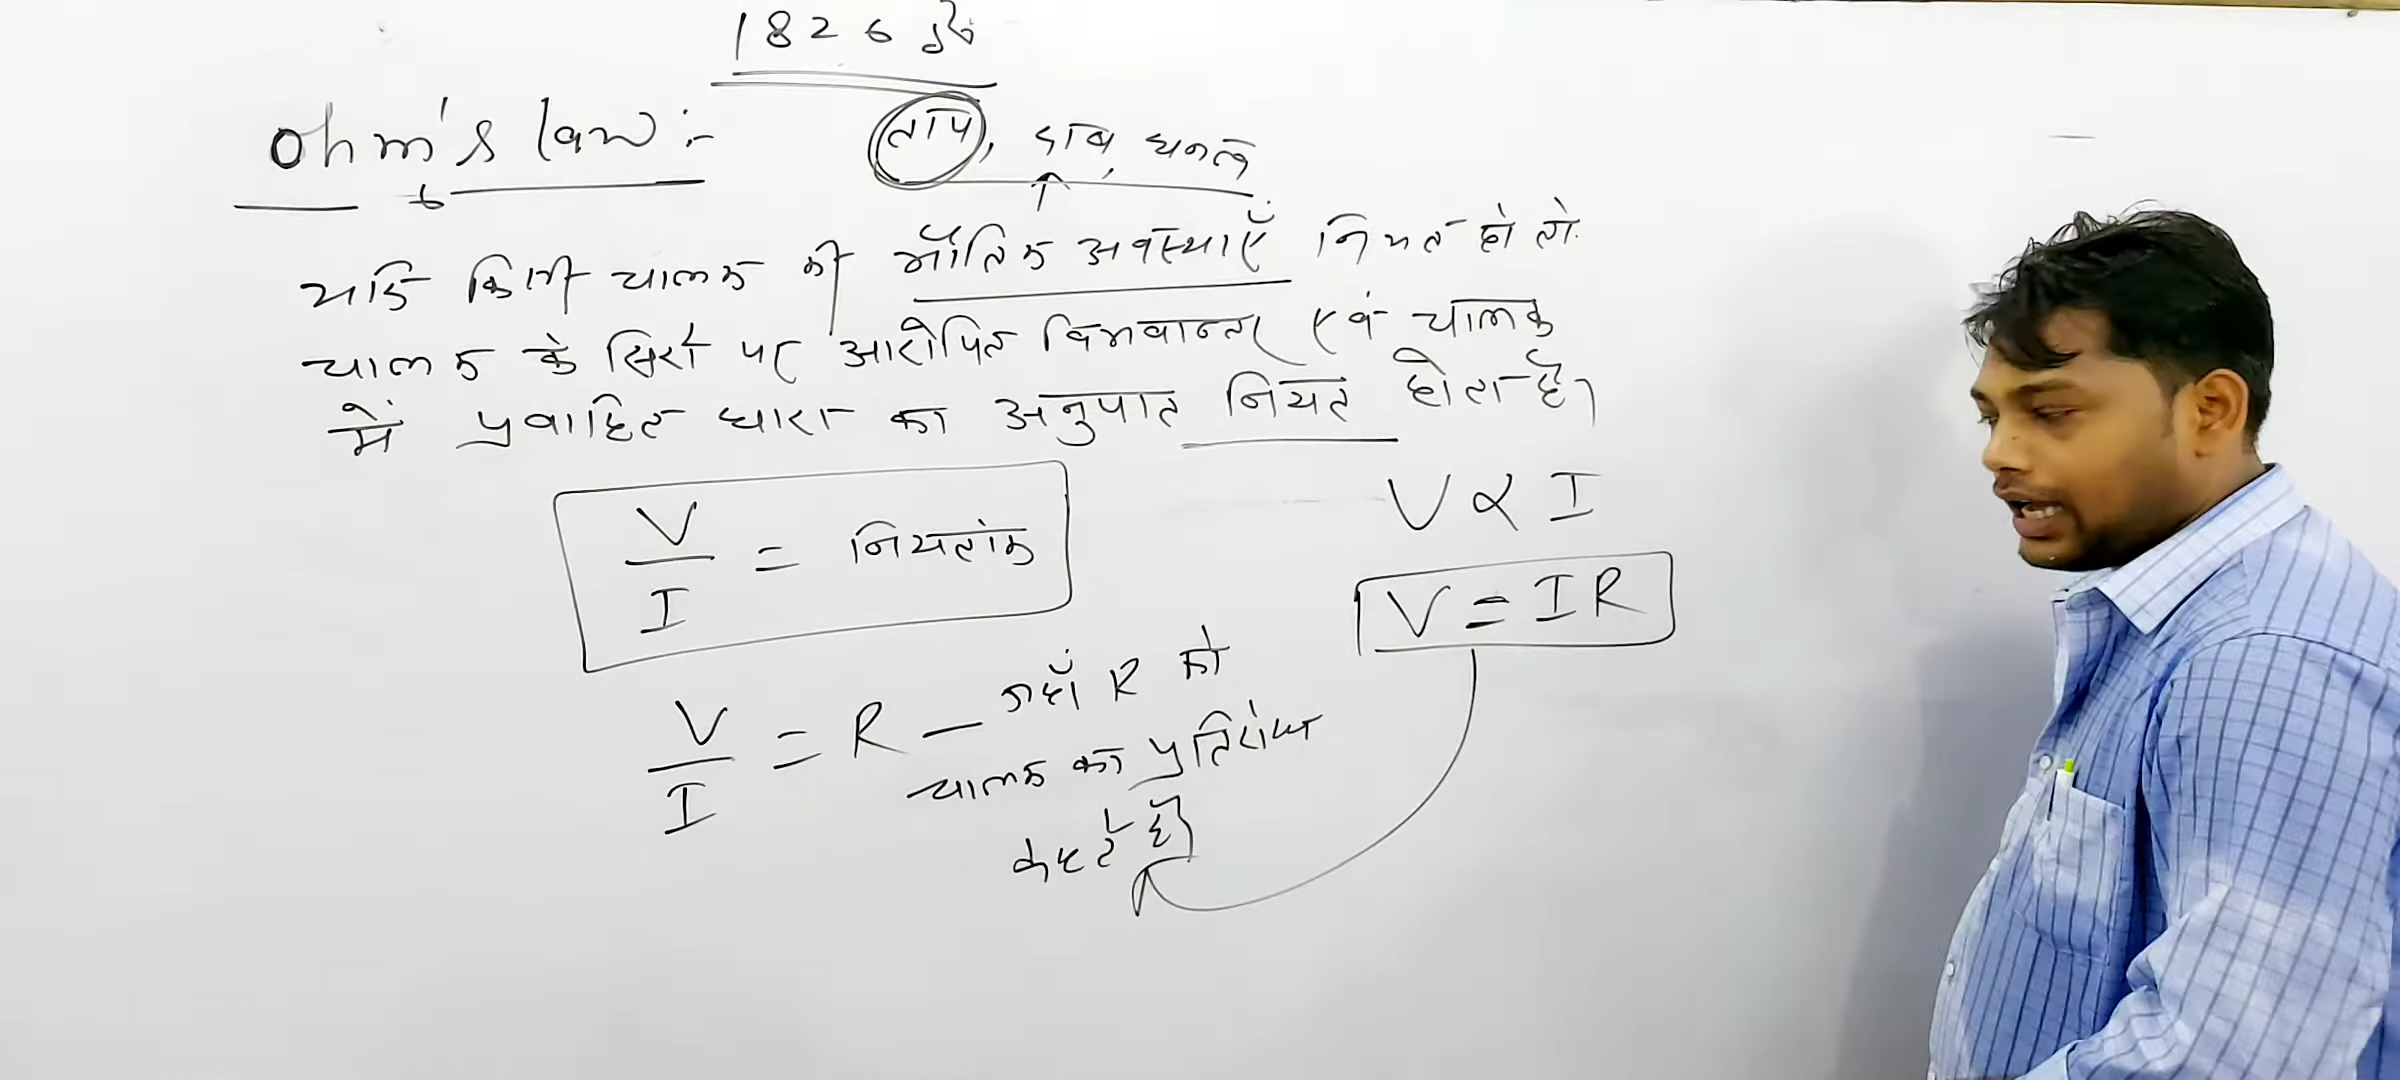 1826 ई०
Ohm's law :-
ताप, दाब, घनत्व
यदि किसी चालक की भौतिक अवस्थाएँ नियत हो तो
चालक के सिरों पर आरोपित विभवान्तर एवं चालक
में प्रवाहित धारा का अनुपात नियत होता है।
V/I = नियतांक
V ∝ I
V = IR
V/I = R — जहाँ R को
चालक का प्रतिरोध
कहते हैं।